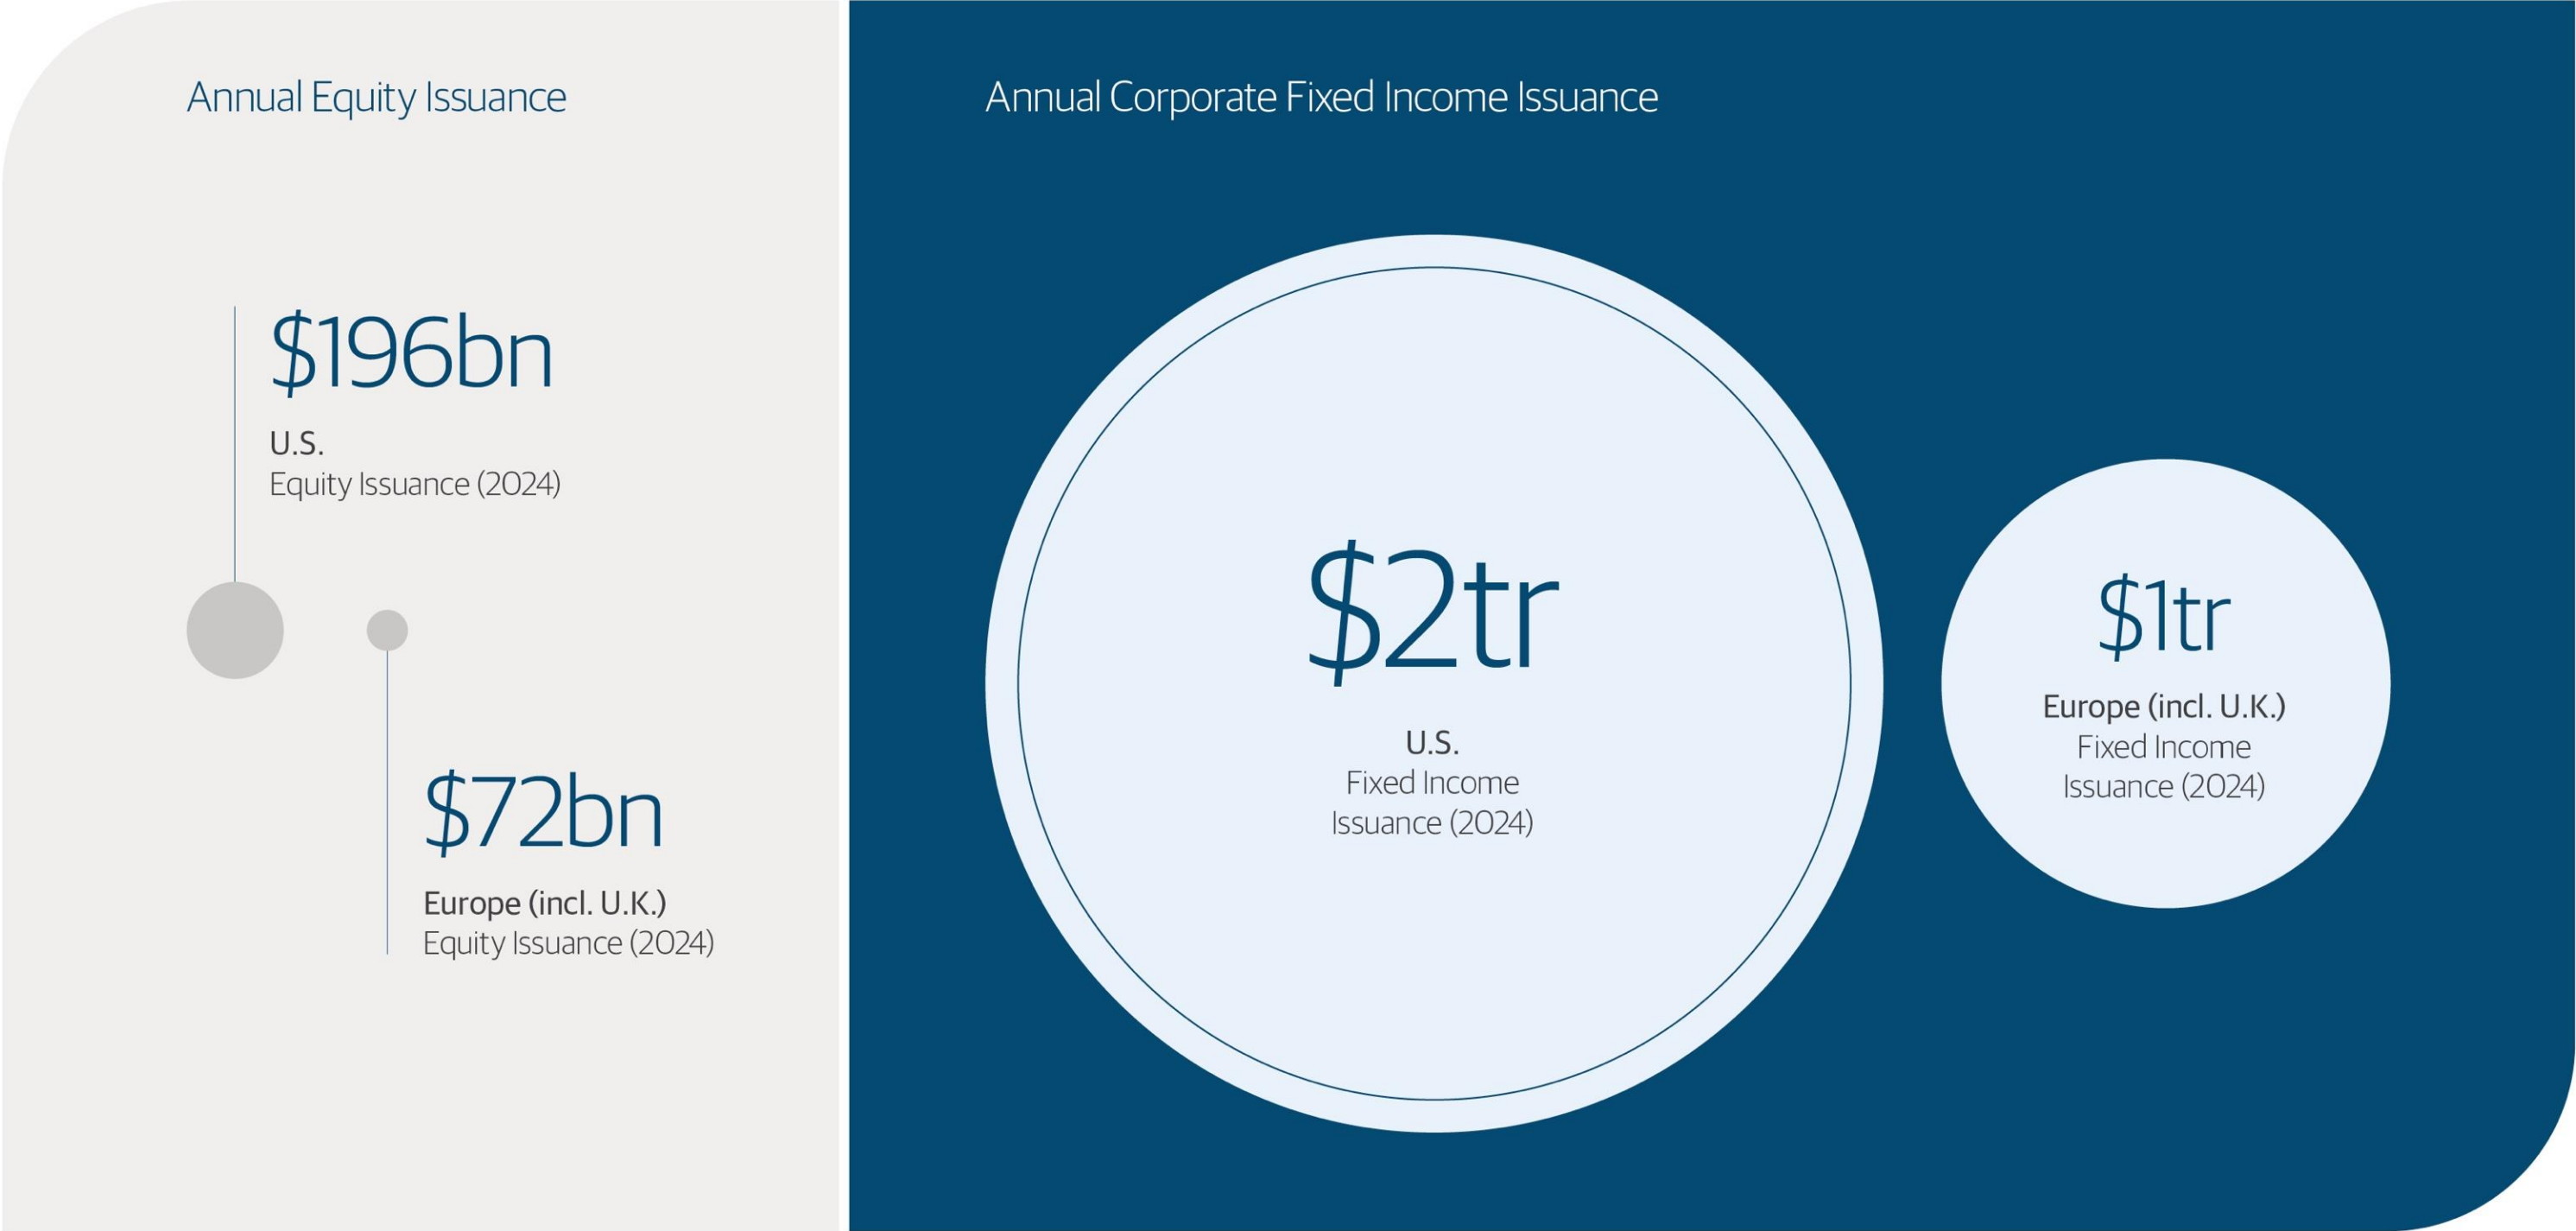 Annual Equity Issuance
$196bn
U.S.
Equity Issuance (2024)
$72bn
Europe (incl. U.K.)
Equity Issuance (2024)
Annual Corporate Fixed Income Issuance
$2tr
U.S.
Fixed Income
Issuance (2024)
$1tr
Europe (incl. U.K.)
Fixed Income
Issuance (2024)